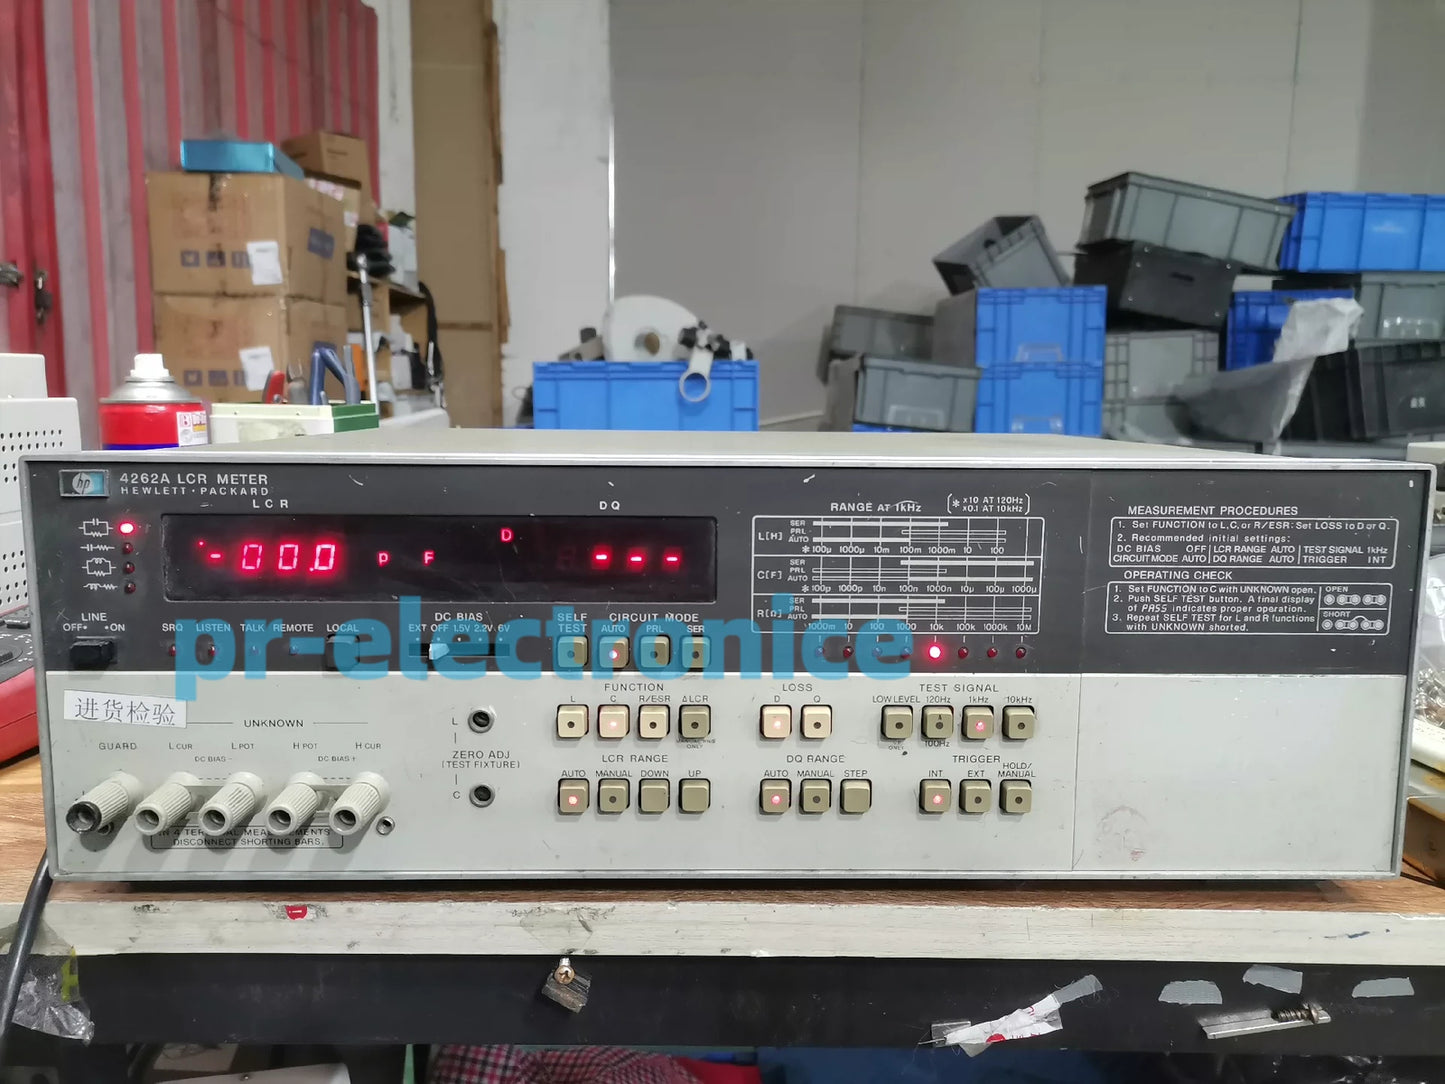 hp
4262A LCR METER
HEWLETT • PACKARD
LCR
DQ
- 00.0 p F
D
- - -
RANGE AT 1kHz
* x10 AT 120Hz
x0.1 AT 10kHz
L[H]
SER
PRL
AUTO
* 100µ 1000µ 10m 100m 1000m 10 100
C[F]
SER
PRL
AUTO
* 100p 1000p 10n 100n 1000n 10µ 100µ 1000µ
R[Ω]
SER
PRL
AUTO
1000m 10 100 1000 10k 100k 1000k 10M
MEASUREMENT PROCEDURES
1. Set FUNCTION to L,C, or R/ESR: Set LOSS to D or Q.
2. Recommended initial settings:
DC BIAS OFF LCR RANGE AUTO TEST SIGNAL 1kHz
CIRCUIT MODE AUTO DQ RANGE AUTO TRIGGER INT
OPERATING CHECK
1. Set FUNCTION to C with UNKNOWN open.
2. Push SELF TEST button. A final display
of PASS indicates proper operation.
3. Repeat SELF TEST for L and R functions
with UNKNOWN shorted.
OPEN
SHORT
LINE
OFF ON
SRQ LISTEN TALK REMOTE LOCAL
DC BIAS
EXT OFF 1.5V 2.2V 6V
SELF
TEST
CIRCUIT MODE
AUTO PRL SER
pr-electronice
进货检验
UNKNOWN
GUARD L CUR L POT H POT H CUR
DC BIAS - DC BIAS +
IN 4 TERMINAL MEASUREMENTS
DISCONNECT SHORTING BARS.
L
ZERO ADJ
(TEST FIXTURE)
C
FUNCTION
L C R/ESR ΔLCR
MANUAL RNG
ONLY
LOSS
D Q
TEST SIGNAL
LOW LEVEL 120Hz 1kHz 10kHz
ONLY
100Hz
LCR RANGE
AUTO MANUAL DOWN UP
DQ RANGE
AUTO MANUAL STEP
TRIGGER
INT EXT HOLD/
MANUAL